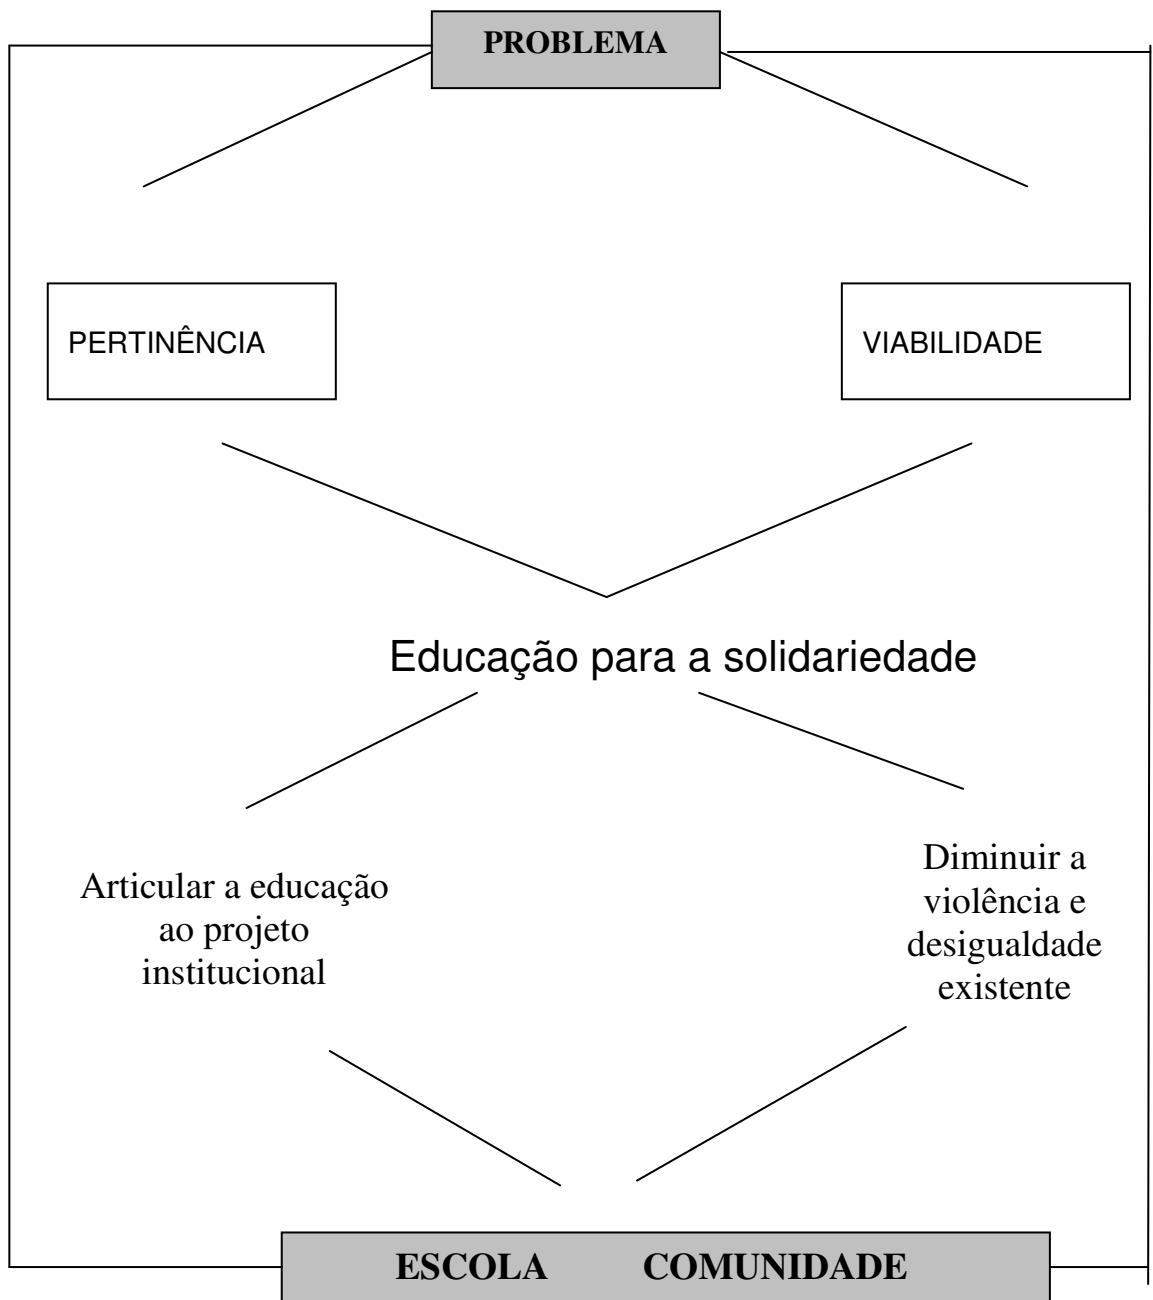 PROBLEMA
PERTINÊNCIA
VIABILIDADE
Educação para a solidariedade
Articular a educação
ao projeto
institucional
Diminuir a
violência e
desigualdade
existente
ESCOLA COMUNIDADE